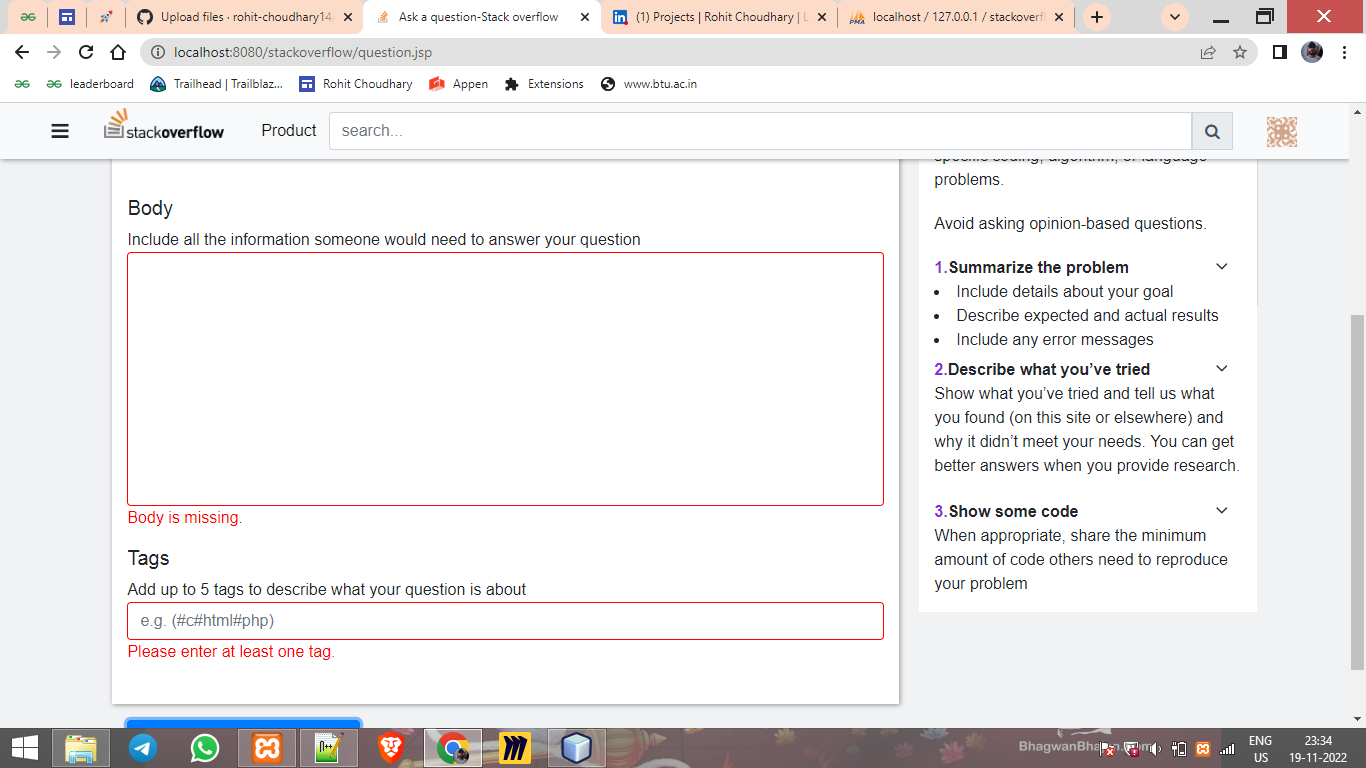 Upload files · rohit-choudhary14
Ask a question-Stack overflow
(1) Projects | Rohit Choudhary | L
localhost / 127.0.0.1 / stackoverf
localhost:8080/stackoverflow/question.jsp
leaderboard
Trailhead | Trailblaz...
Rohit Choudhary
Appen
Extensions
www.btu.ac.in
stackoverflow
Product
search...
problems.
Avoid asking opinion-based questions.
Body
Include all the information someone would need to answer your question
Body is missing.
Tags
Add up to 5 tags to describe what your question is about
e.g. (#c#html#php)
Please enter at least one tag.
1.Summarize the problem
Include details about your goal
Describe expected and actual results
Include any error messages
2.Describe what you’ve tried
Show what you’ve tried and tell us what
you found (on this site or elsewhere) and
why it didn’t meet your needs. You can get
better answers when you provide research.
3.Show some code
When appropriate, share the minimum
amount of code others need to reproduce
your problem
ENG
US
23:34
19-11-2022